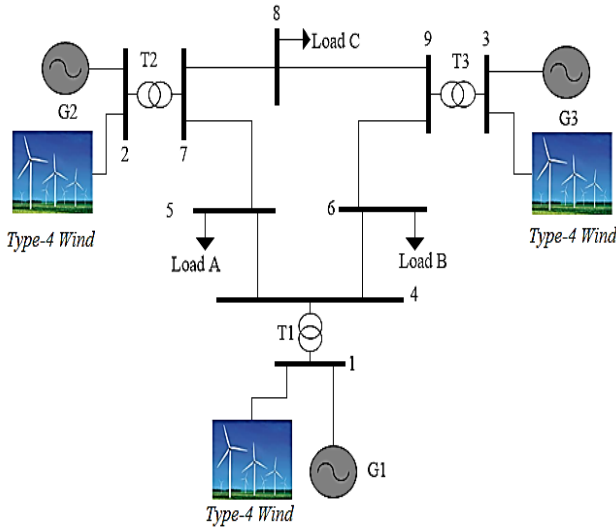 8
Load C
9
3
T2
T3
G2
G3
2
7
Type-4 Wind
Type-4 Wind
5
6
Load A
Load B
4
T1
1
G1
Type-4 Wind